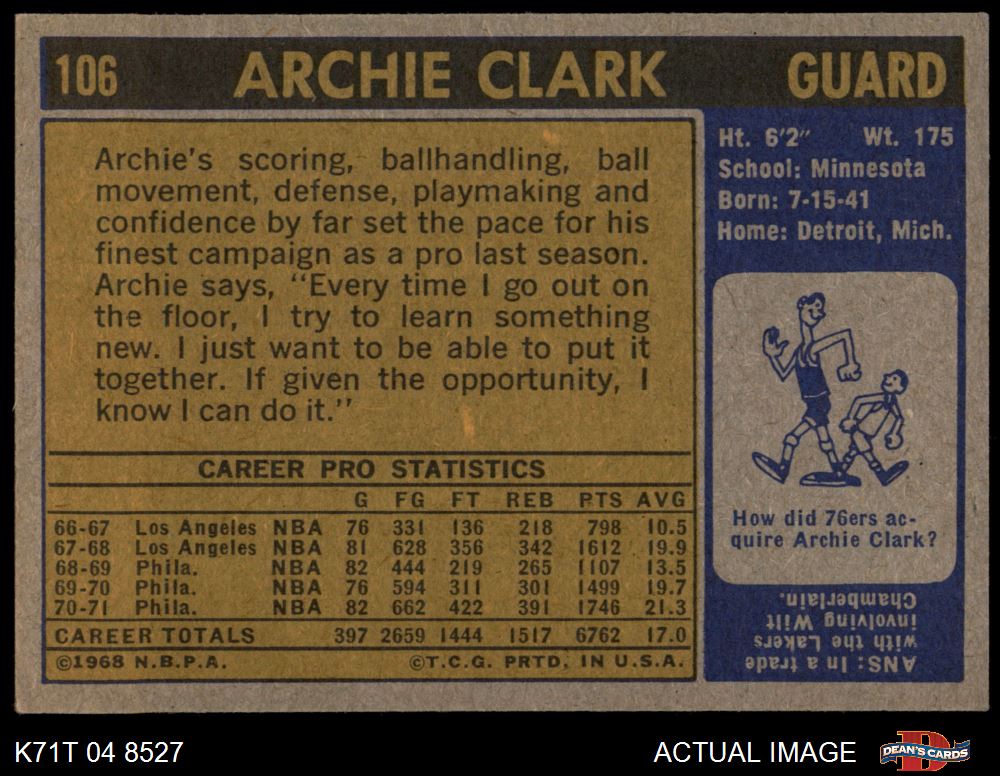 106 ARCHIE CLARK GUARD
Archie's scoring, ballhandling, ball
movement, defense, playmaking and
confidence by far set the pace for his
finest campaign as a pro last season.
Archie says, "Every time I go out on
the floor, I try to learn something
new. I just want to be able to put it
together. If given the opportunity, I
know I can do it."
CAREER PRO STATISTICS
G FG FT REB PTS AVG
66-67 Los Angeles NBA 76 331 136 218 798 10.5
67-68 Los Angeles NBA 81 628 356 342 1612 19.9
68-69 Phila. NBA 82 444 219 265 1107 13.5
69-70 Phila. NBA 76 594 311 301 1499 19.7
70-71 Phila. NBA 82 662 422 391 1746 21.3
CAREER TOTALS 397 2659 1444 1517 6762 17.0
©1968 N.B.P.A. ©T.C.G. PRTD. IN U.S.A.
Ht. 6'2" Wt. 175
School: Minnesota
Born: 7-15-41
Home: Detroit, Mich.
How did 76ers ac-
quire Archie Clark?
ANS: In a trade
with the Lakers
involving Wilt
Chamberlain.
K71T 04 8527 ACTUAL IMAGE
D
DEAN'S CARDS